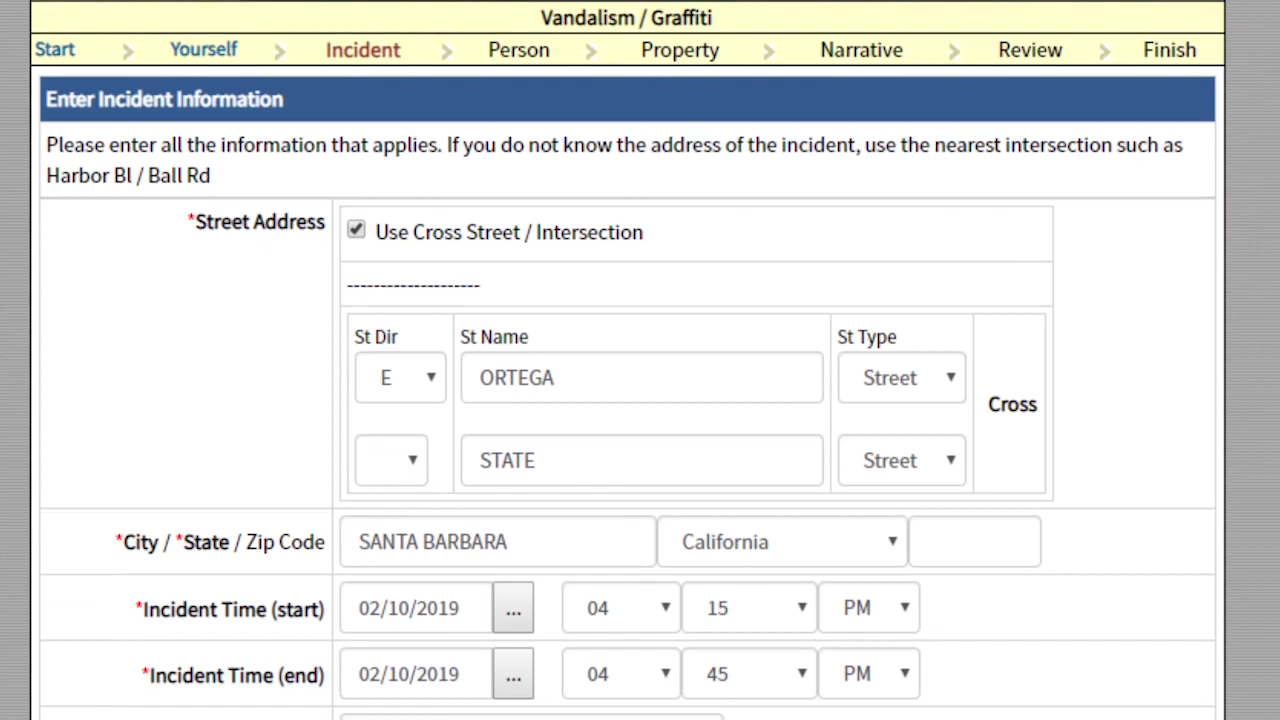 Vandalism / Graffiti
Start Yourself Incident Person Property Narrative Review Finish
Enter Incident Information
Please enter all the information that applies. If you do not know the address of the incident, use the nearest intersection such as
Harbor Bl / Ball Rd
*Street Address
Use Cross Street / Intersection
--------------------
St Dir St Name St Type
E ORTEGA Street
Cross
STATE Street
*City / *State / Zip Code SANTA BARBARA California
*Incident Time (start) 02/10/2019 ... 04 15 PM
*Incident Time (end) 02/10/2019 ... 04 45 PM